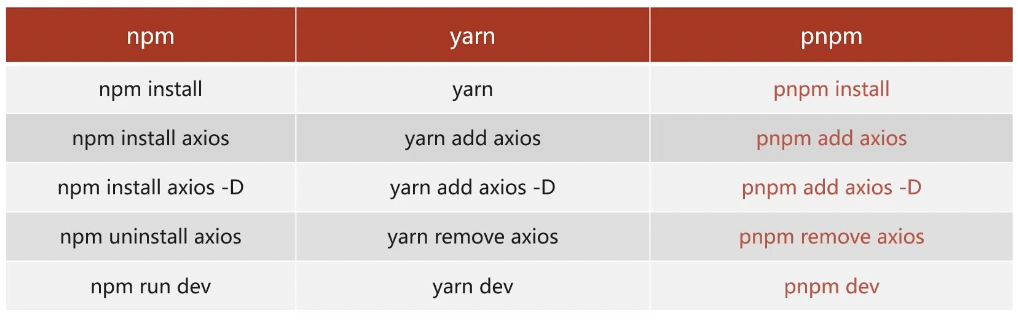 npm yarn pnpm
npm install yarn pnpm install
npm install axios yarn add axios pnpm add axios
npm install axios -D yarn add axios -D pnpm add axios -D
npm uninstall axios yarn remove axios pnpm remove axios
npm run dev yarn dev pnpm dev